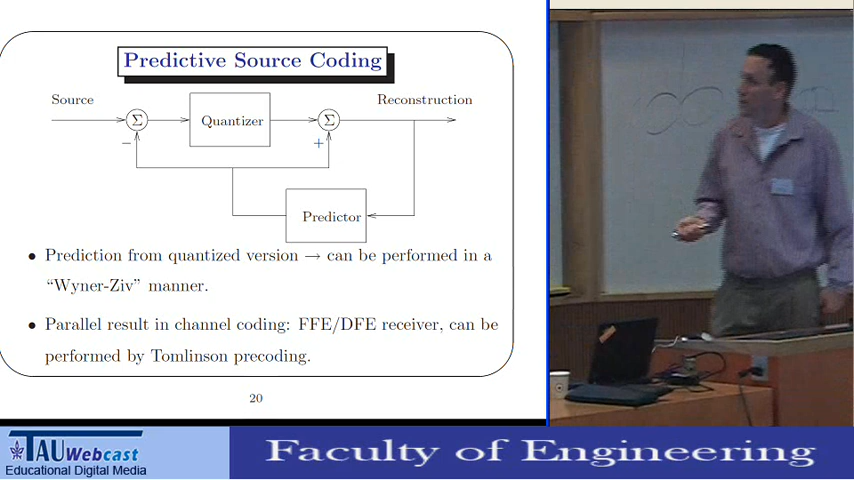 Predictive Source Coding
Source
Reconstruction
Σ
Quantizer
Σ
−
+
Predictor
• Prediction from quantized version → can be performed in a
“Wyner-Ziv” manner.
• Parallel result in channel coding: FFE/DFE receiver, can be
performed by Tomlinson precoding.
20
TAU Webcast
Educational Digital Media
Faculty of Engineering